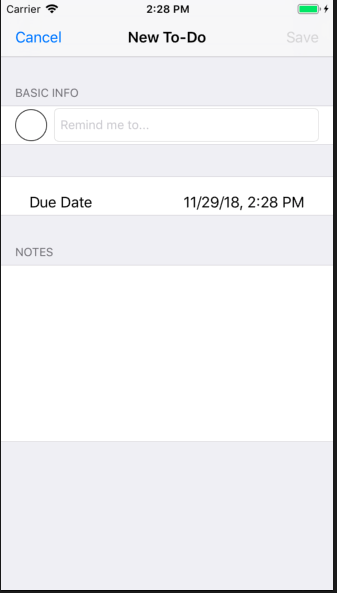 Carrier 2:28 PM
Cancel New To-Do Save
BASIC INFO
Remind me to...
Due Date 11/29/18, 2:28 PM
NOTES